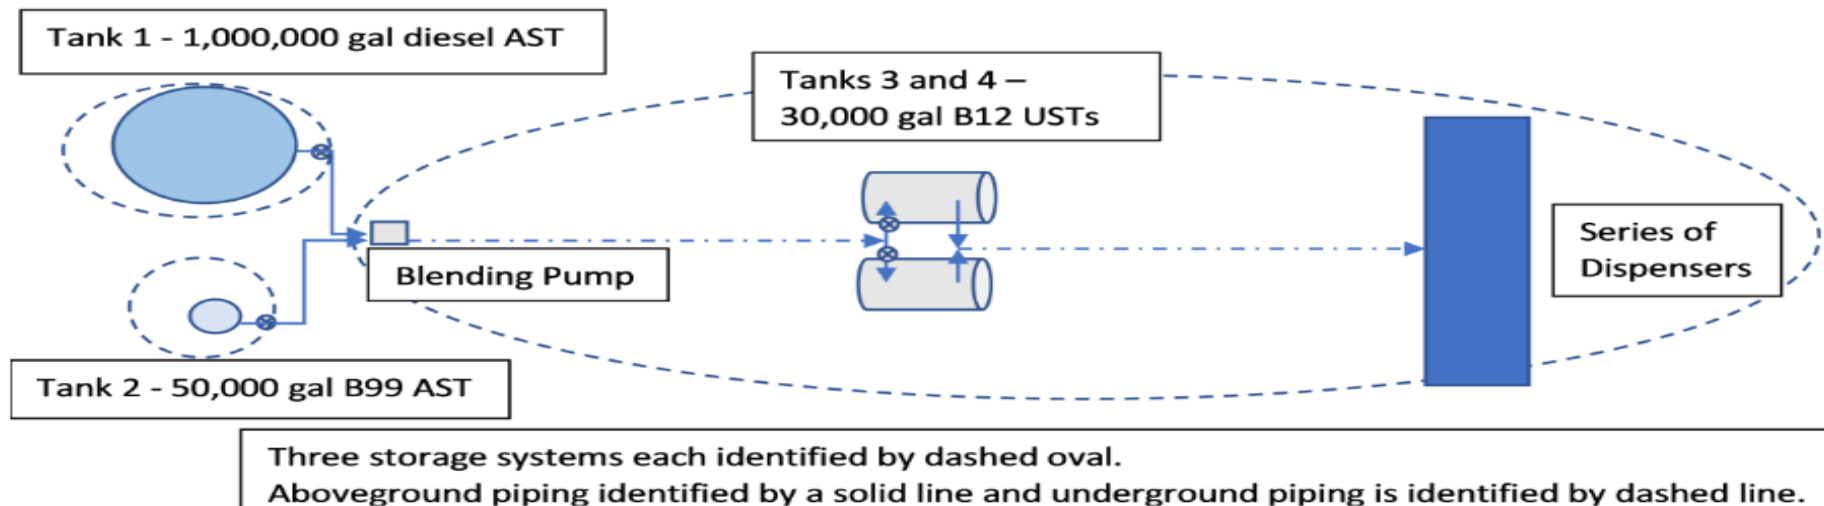 Tank 1 - 1,000,000 gal diesel AST
Tanks 3 and 4 –
30,000 gal B12 USTs
Series of
Dispensers
Blending Pump
Tank 2 - 50,000 gal B99 AST
Three storage systems each identified by dashed oval.
Aboveground piping identified by a solid line and underground piping is identified by dashed line.